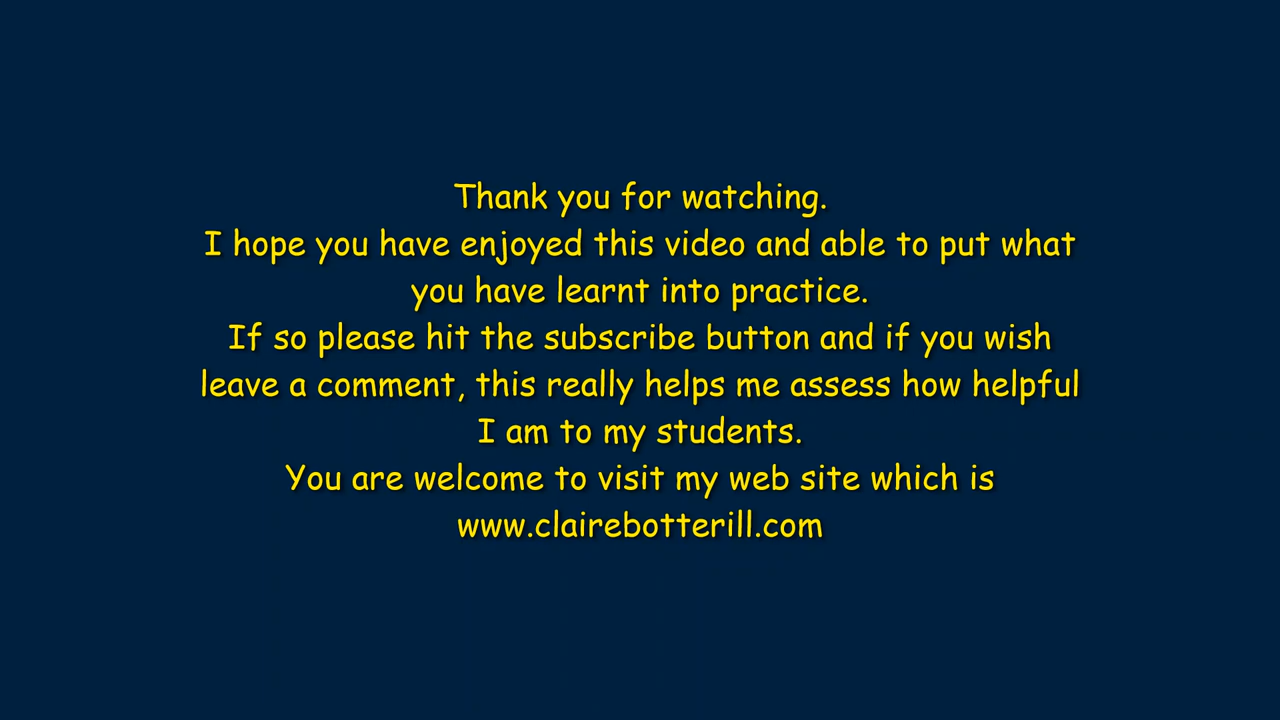 Thank you for watching.
I hope you have enjoyed this video and able to put what
you have learnt into practice.
If so please hit the subscribe button and if you wish
leave a comment, this really helps me assess how helpful
I am to my students.
You are welcome to visit my web site which is
www.clairebotterill.com